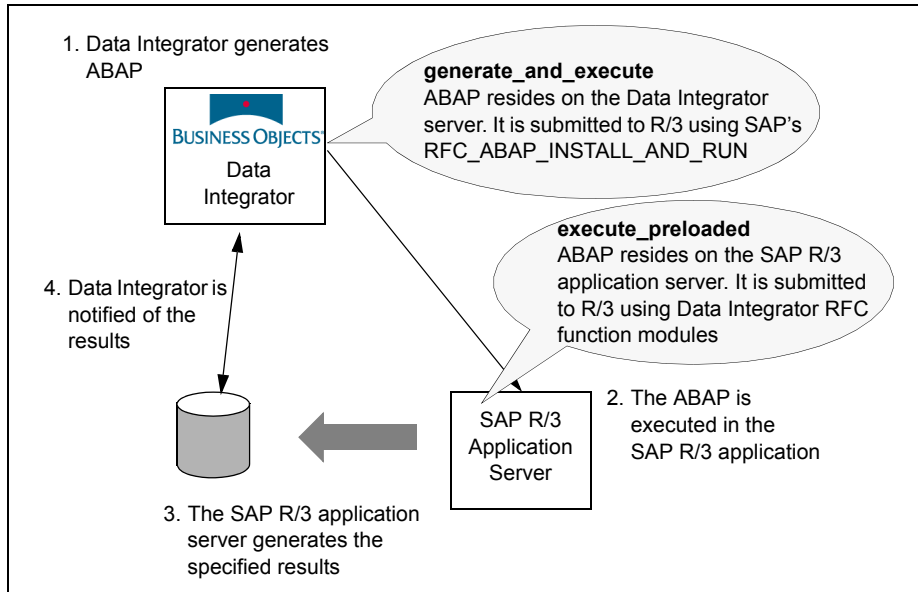 1. Data Integrator generates
ABAP
generate_and_execute
ABAP resides on the Data Integrator
server. It is submitted to R/3 using SAP's
RFC_ABAP_INSTALL_AND_RUN
BUSINESS OBJECTS
Data
Integrator
execute_preloaded
ABAP resides on the SAP R/3
application server. It is submitted
to R/3 using Data Integrator RFC
function modules
4. Data Integrator is
notified of the
results
SAP R/3
Application
Server
2. The ABAP is
executed in the
SAP R/3 application
3. The SAP R/3 application
server generates the
specified results